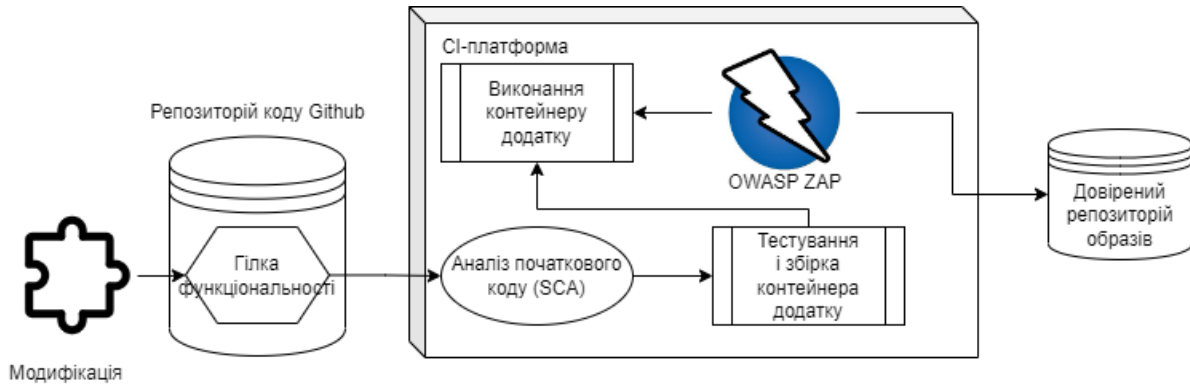 СІ-платформа
Виконання
контейнеру
додатку
Репозиторій коду Github
OWASP ZAP
Довірений
репозиторій
образів
Гілка
функціональності
Аналіз початкового
коду (SCA)
Тестування
і збірка
контейнера
додатку
Модифікація